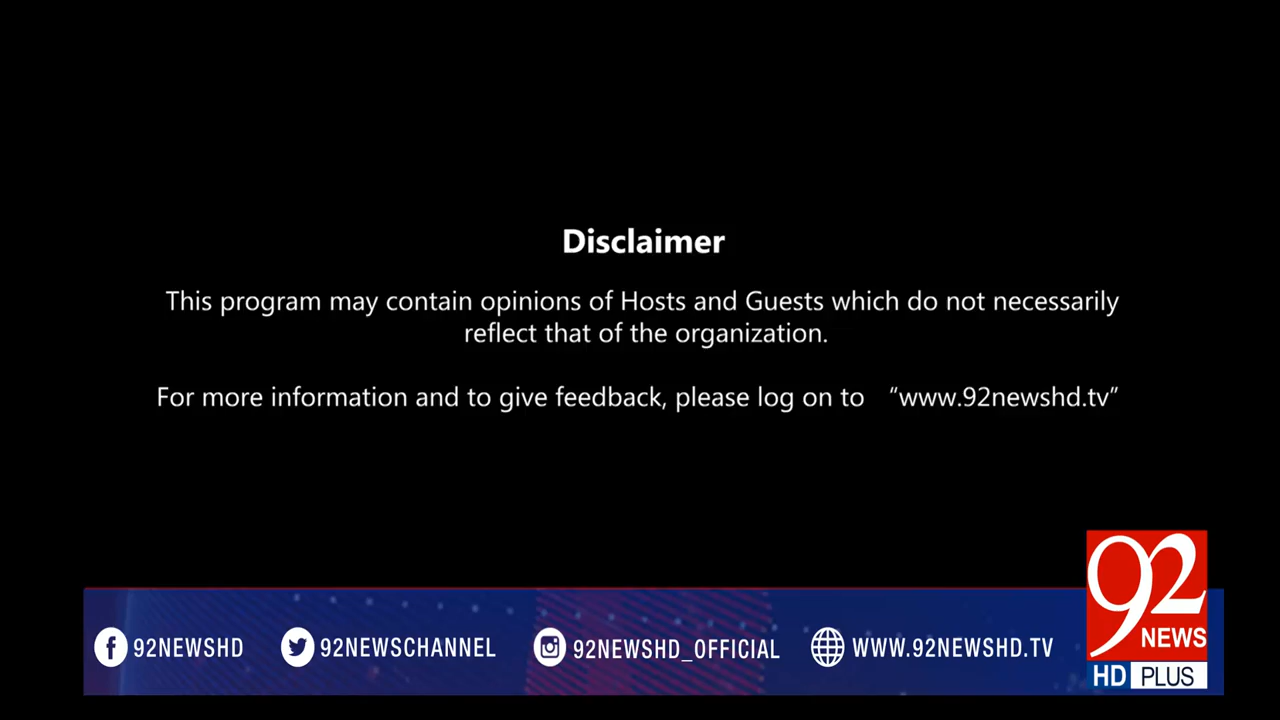 Disclaimer
This program may contain opinions of Hosts and Guests which do not necessarily
reflect that of the organization.
For more information and to give feedback, please log on to “www.92newshd.tv”
92NEWSHD 92NEWSCHANNEL 92NEWSHD_OFFICIAL WWW.92NEWSHD.TV
92
NEWS
HD PLUS